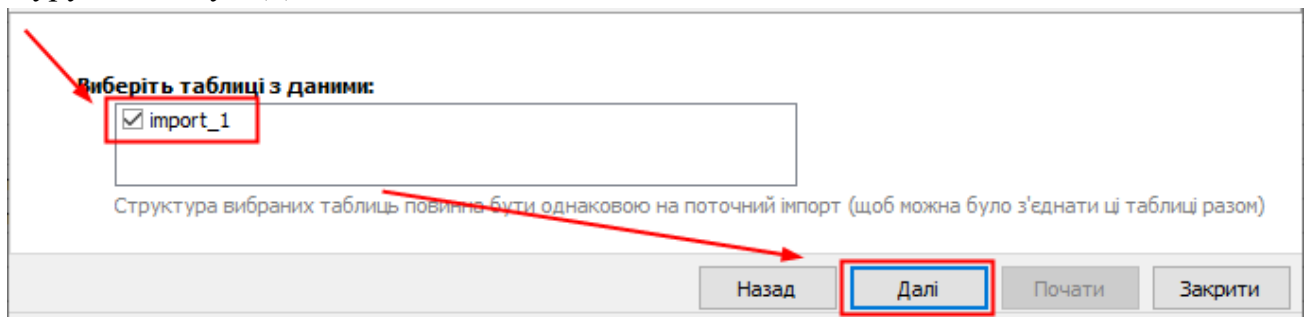 Виберіть таблиці з даними:
import_1
Структура вибраних таблиць повинна бути однаковою на поточний імпорт (щоб можна було з'єднати ці таблиці разом)
Назад Далі Почати Закрити